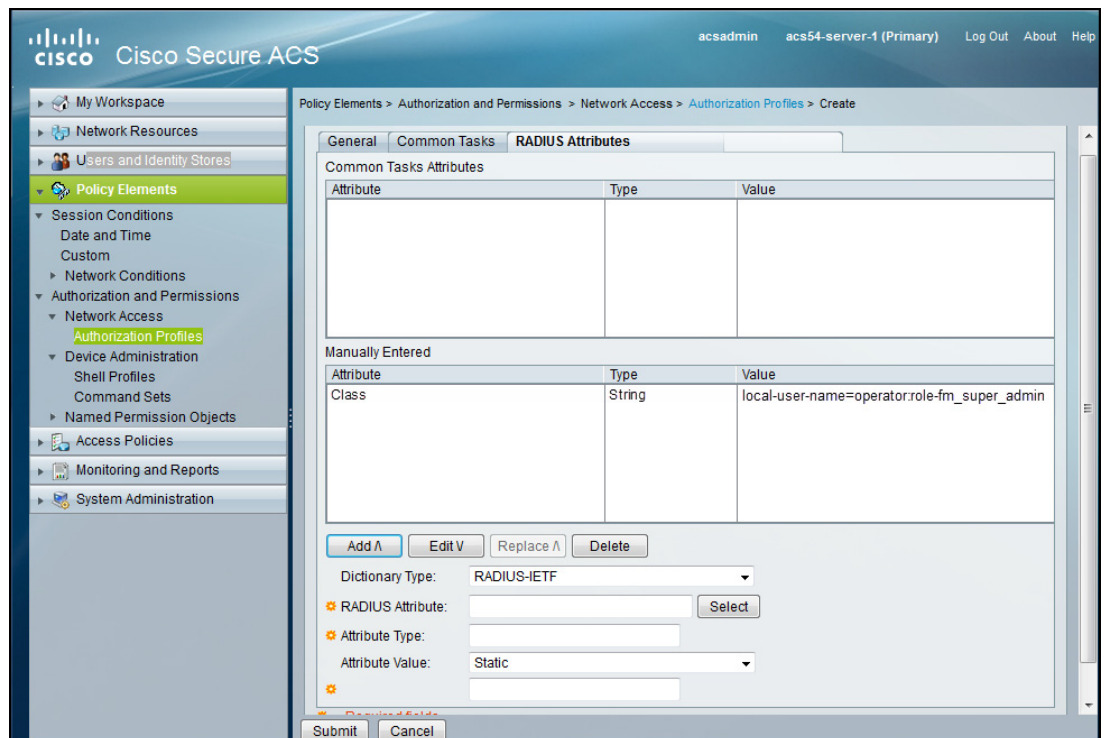 cisco Cisco Secure ACS
acsadmin acs54-server-1 (Primary) Log Out About Help
My Workspace
Network Resources
Users and Identity Stores
Policy Elements
Session Conditions
Date and Time
Custom
Network Conditions
Authorization and Permissions
Network Access
Authorization Profiles
Device Administration
Shell Profiles
Command Sets
Named Permission Objects
Access Policies
Monitoring and Reports
System Administration
Policy Elements > Authorization and Permissions > Network Access > Authorization Profiles > Create
General Common Tasks RADIUS Attributes
Common Tasks Attributes
Attribute Type Value
Manually Entered
Attribute Type Value
Class String local-user-name=operator:role-fm_super_admin
Add /\ Edit V Replace /\ Delete
Dictionary Type: RADIUS-IETF
RADIUS Attribute: Select
Attribute Type:
Attribute Value: Static
Required fields
Submit Cancel